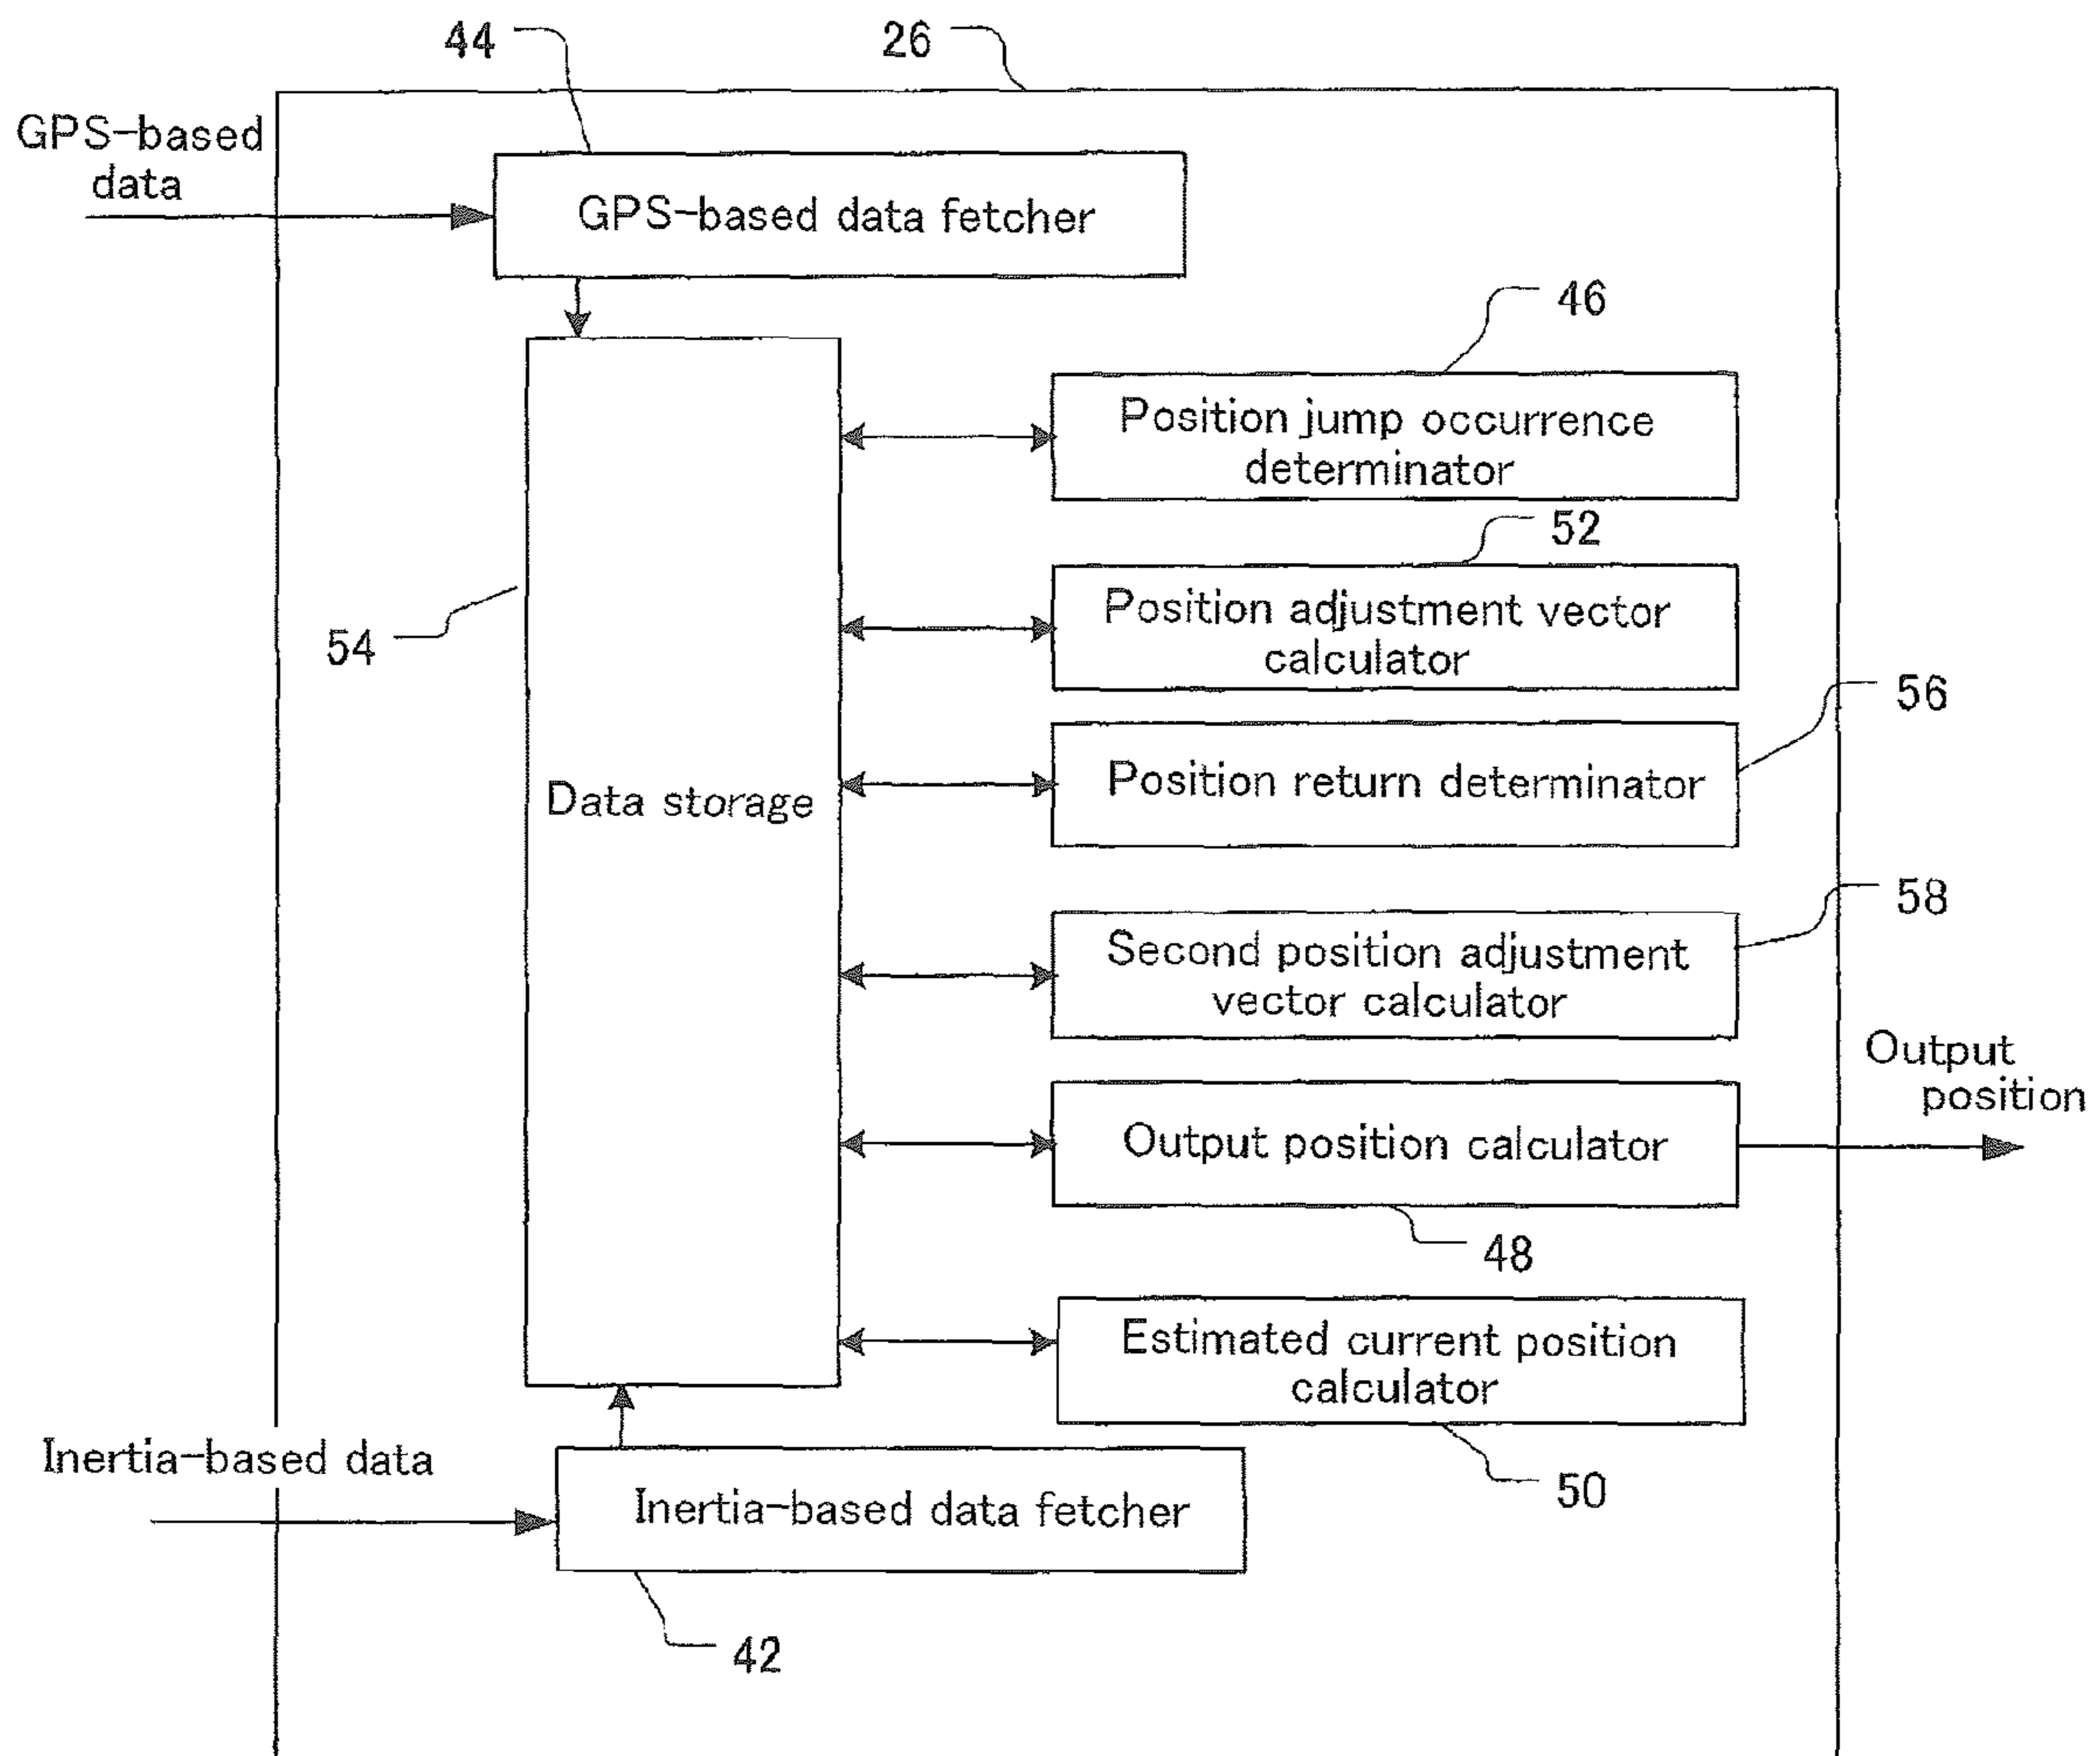 44
26
GPS-based
data
GPS-based data fetcher
46
Position jump occurrence
determinator
52
Position adjustment vector
calculator
54
56
Position return determinator
Data storage
58
Second position adjustment
vector calculator
Output
position
Output position calculator
48
Estimated current position
calculator
50
Inertia-based data
Inertia-based data fetcher
42